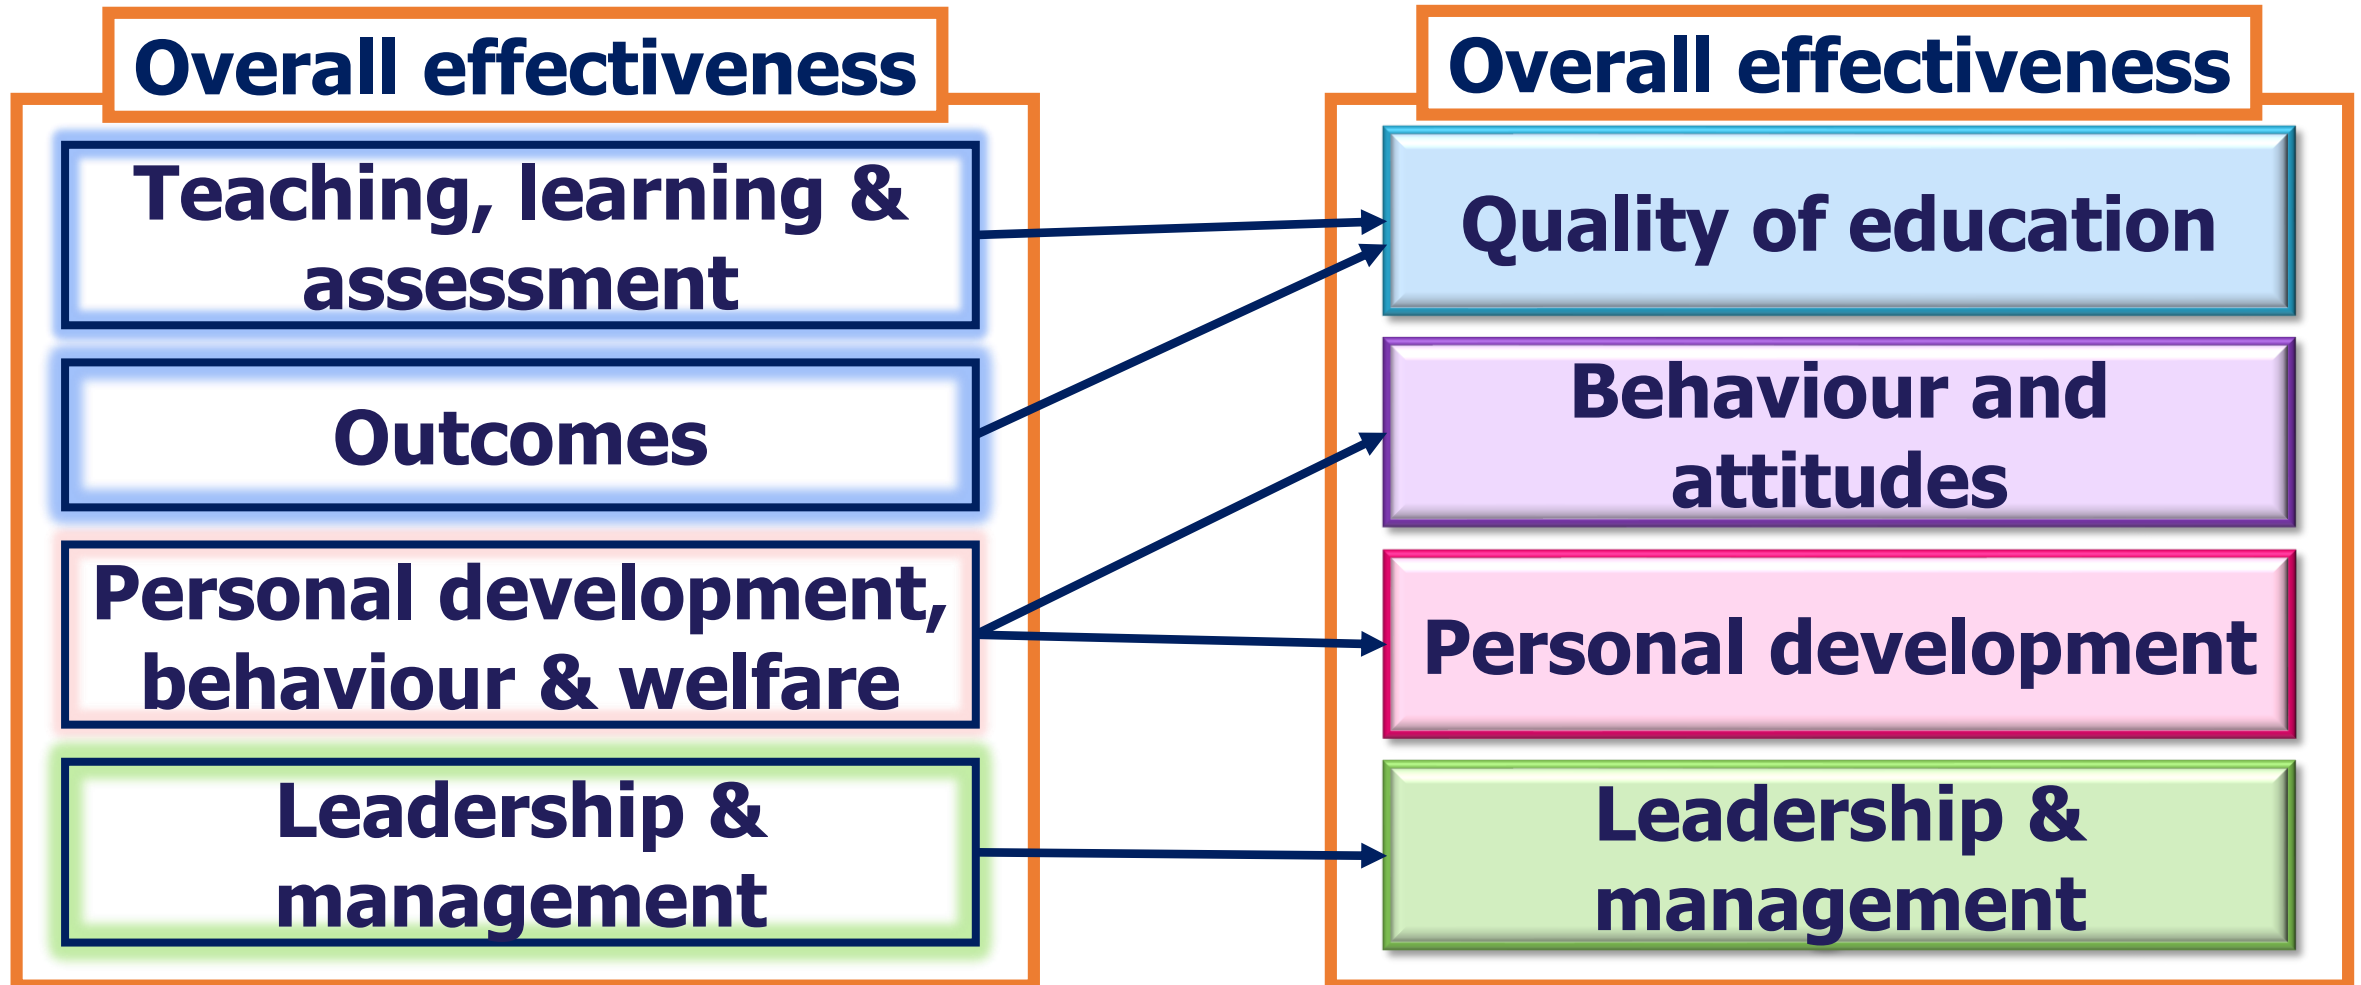 Overall effectiveness
Teaching, learning &
assessment
Outcomes
Personal development,
behaviour & welfare
Leadership &
management
Overall effectiveness
Quality of education
Behaviour and
attitudes
Personal development
Leadership &
management